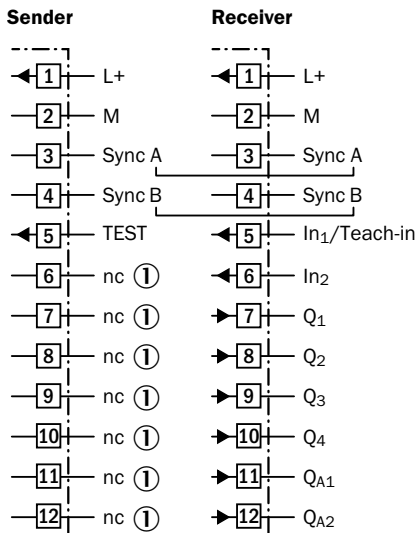 Sender Receiver
1 L+ 1 L+
2 M 2 M
3 Sync A 3 Sync A
4 Sync B 4 Sync B
5 TEST 5 In1/Teach-in
6 nc ① 6 In2
7 nc ① 7 Q1
8 nc ① 8 Q2
9 nc ① 9 Q3
10 nc ① 10 Q4
11 nc ① 11 QA1
12 nc ① 12 QA2